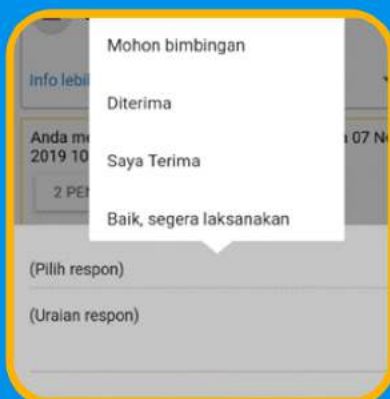 Mohon bimbingan
Info lebi
Diterima
Anda me
a 07 N
2019 10
Saya Terima
2 PEN
Baik, segera laksanakan
(Pilih respon)
(Uraian respon)